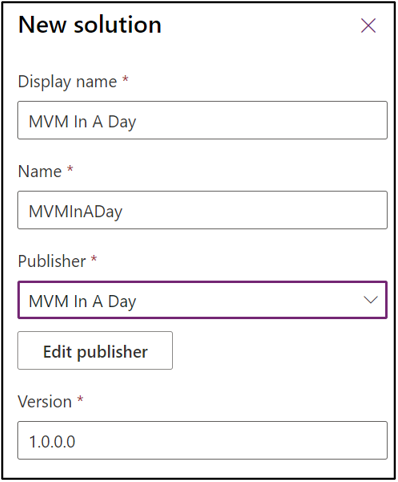 New solution
Display name *
MVM In A Day
Name *
MVMInADay
Publisher *
MVM In A Day
Edit publisher
Version *
1.0.0.0